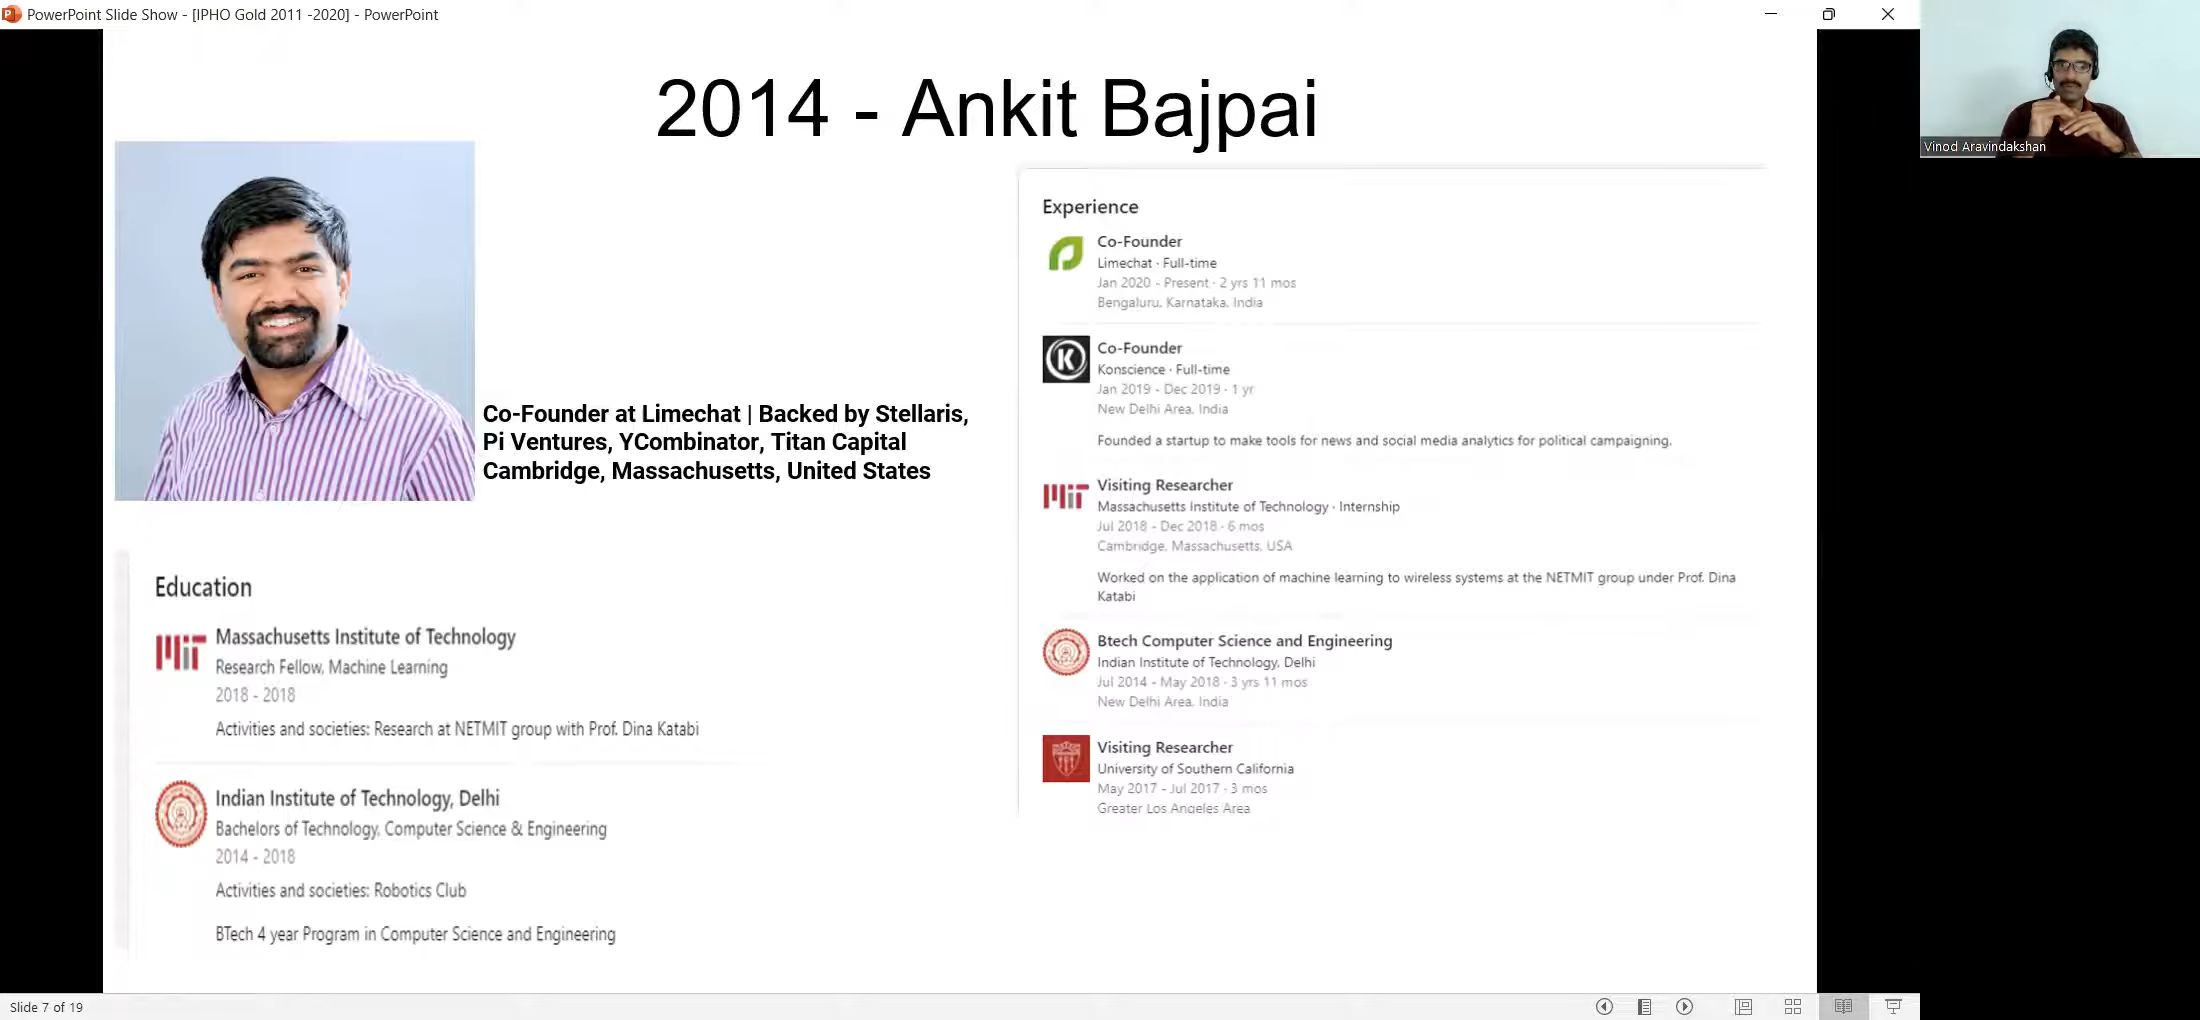 PowerPoint Slide Show - [IPHO Gold 2011 -2020] - PowerPoint
Vinod Aravindakshan
2014 - Ankit Bajpai
Co-Founder at Limechat | Backed by Stellaris,
Pi Ventures, YCombinator, Titan Capital
Cambridge, Massachusetts, United States
Education
MIT
Massachusetts Institute of Technology
Research Fellow, Machine Learning
2018 - 2018
Activities and societies: Research at NETMIT group with Prof. Dina Katabi
Indian Institute of Technology, Delhi
Bachelors of Technology, Computer Science & Engineering
2014 - 2018
Activities and societies: Robotics Club
BTech 4 year Program in Computer Science and Engineering
Experience
Co-Founder
Limechat · Full-time
Jan 2020 - Present · 2 yrs 11 mos
Bengaluru, Karnataka, India
K
Co-Founder
Konscience · Full-time
Jan 2019 - Dec 2019 · 1 yr
New Delhi Area, India
Founded a startup to make tools for news and social media analytics for political campaigning.
MIT
Visiting Researcher
Massachusetts Institute of Technology · Internship
Jul 2018 - Dec 2018 · 6 mos
Cambridge, Massachusetts, USA
Worked on the application of machine learning to wireless systems at the NETMIT group under Prof. Dina
Katabi
Btech Computer Science and Engineering
Indian Institute of Technology, Delhi
Jul 2014 - May 2018 · 3 yrs 11 mos
New Delhi Area, India
Visiting Researcher
University of Southern California
May 2017 - Jul 2017 · 3 mos
Greater Los Angeles Area
Slide 7 of 19